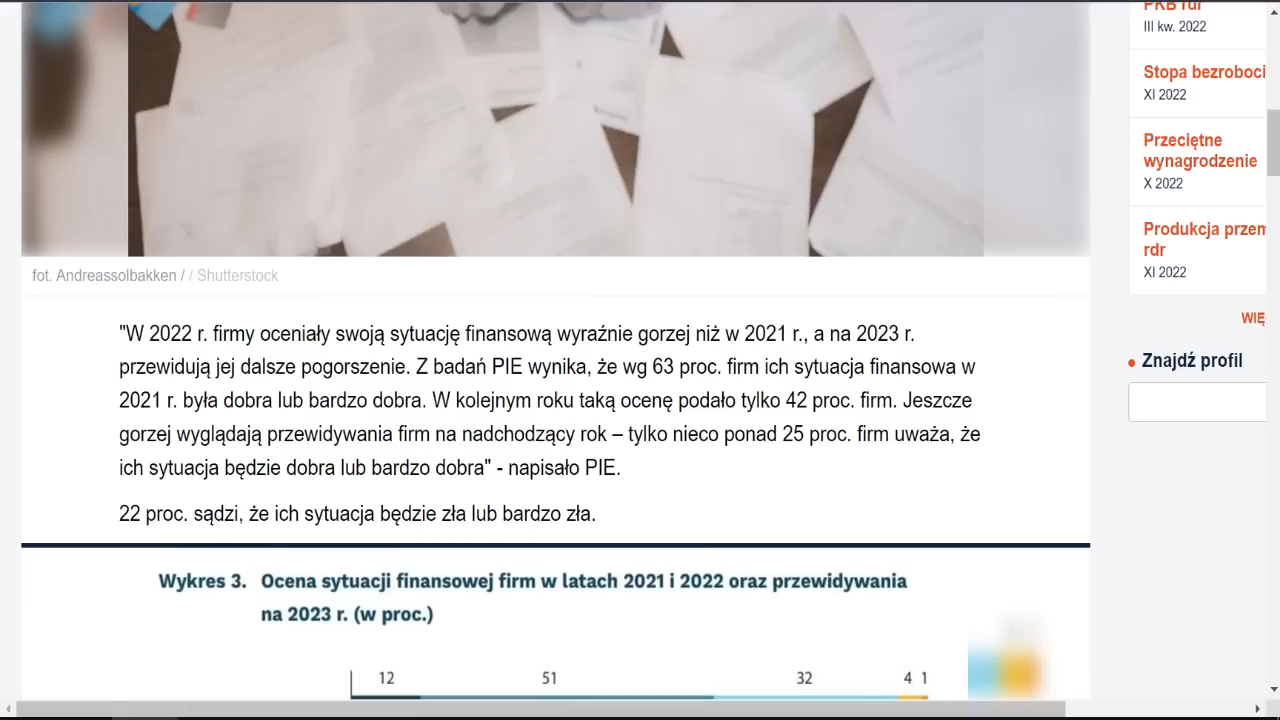 fot. Andreassolbakken / / Shutterstock
"W 2022 r. firmy oceniały swoją sytuację finansową wyraźnie gorzej niż w 2021 r., a na 2023 r.
przewidują jej dalsze pogorszenie. Z badań PIE wynika, że wg 63 proc. firm ich sytuacja finansowa w
2021 r. była dobra lub bardzo dobra. W kolejnym roku taką ocenę podało tylko 42 proc. firm. Jeszcze
gorzej wyglądają przewidywania firm na nadchodzący rok – tylko nieco ponad 25 proc. firm uważa, że
ich sytuacja będzie dobra lub bardzo dobra" - napisało PIE.
22 proc. sądzi, że ich sytuacja będzie zła lub bardzo zła.
Wykres 3. Ocena sytuacji finansowej firm w latach 2021 i 2022 oraz przewidywania
na 2023 r. (w proc.)
12 51 32 4 1
PKB rdr
III kw. 2022
Stopa bezroboci
XI 2022
Przeciętne
wynagrodzenie
X 2022
Produkcja przem
rdr
XI 2022
WIĘ
Znajdź profil